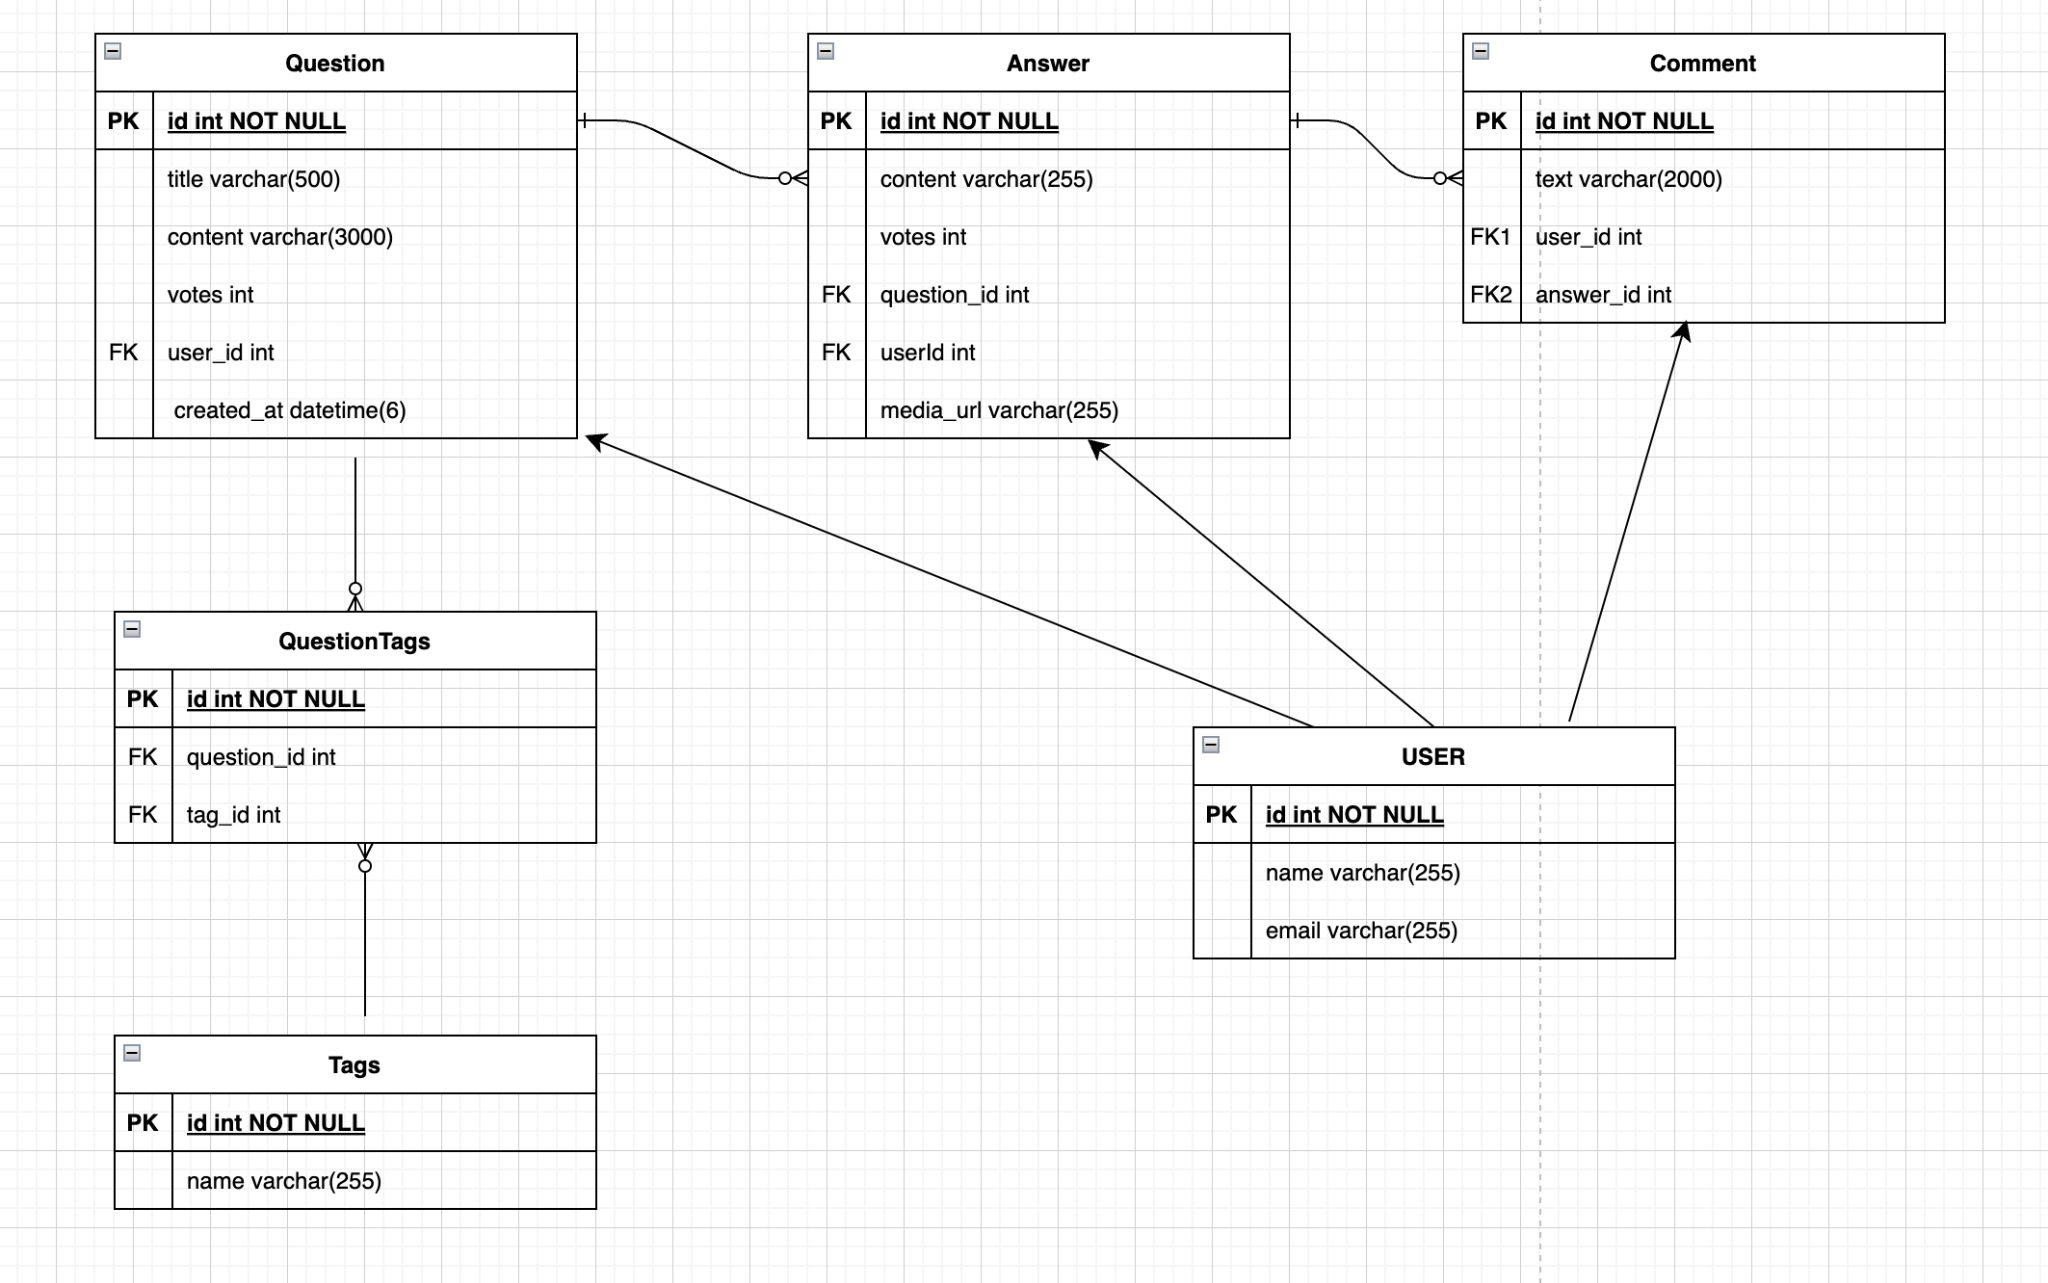 Question
PK id int NOT NULL
title varchar(500)
content varchar(3000)
votes int
FK user_id int
created_at datetime(6)
Answer
PK id int NOT NULL
content varchar(255)
votes int
FK question_id int
FK userId int
media_url varchar(255)
Comment
PK id int NOT NULL
text varchar(2000)
FK1 user_id int
FK2 answer_id int
QuestionTags
PK id int NOT NULL
FK question_id int
FK tag_id int
USER
PK id int NOT NULL
name varchar(255)
email varchar(255)
Tags
PK id int NOT NULL
name varchar(255)